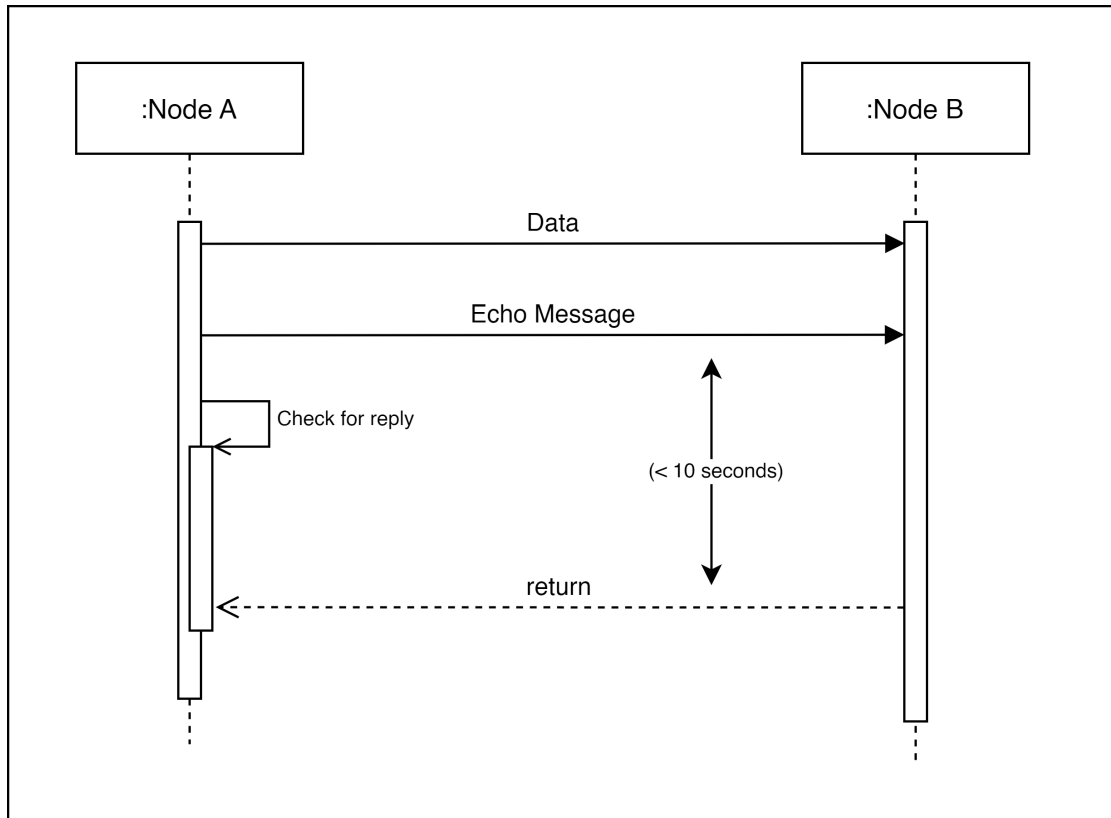 :Node A
:Node B
Data
Echo Message
Check for reply
(< 10 seconds)
return